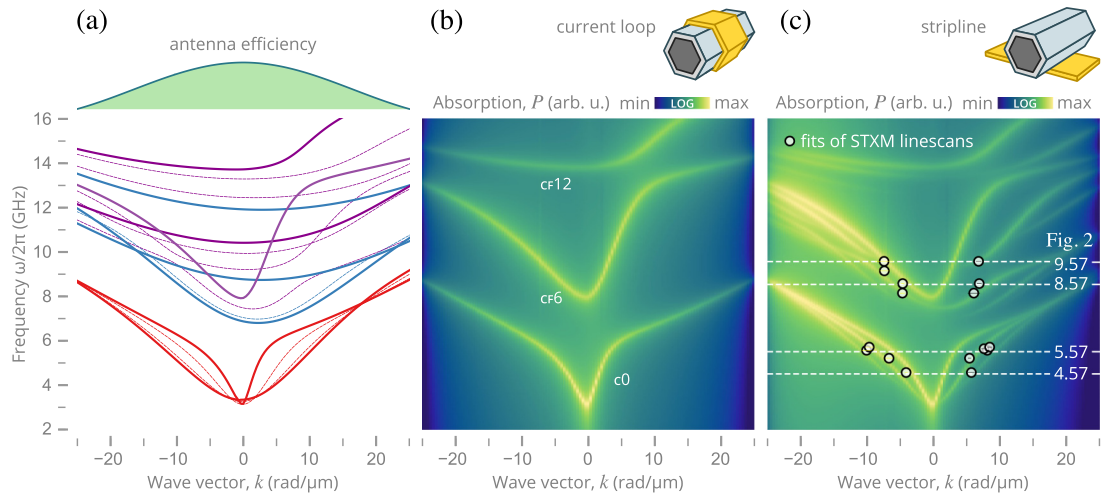 (a)
antenna efficiency
16
14
12
10
8
6
4
2
Frequency ω/2π (GHz)
−20 −10 0 10 20
Wave vector, k (rad/μm)
(b)
current loop
Absorption, P (arb. u.) min LOG max
cF12
cF6
c0
−20 −10 0 10 20
Wave vector, k (rad/μm)
(c)
stripline
Absorption, P (arb. u.) min LOG max
fits of STXM linescans
Fig. 2
9.57
8.57
5.57
4.57
−20 −10 0 10 20
Wave vector, k (rad/μm)